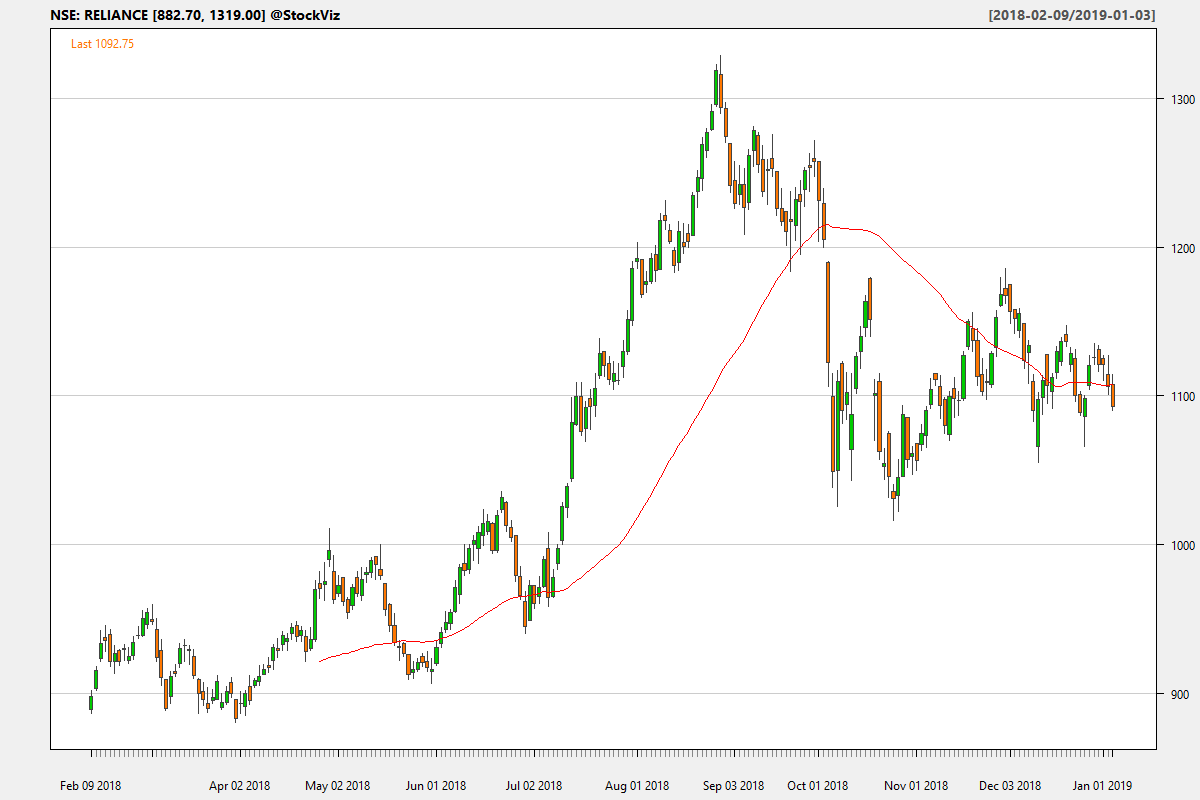 NSE: RELIANCE [882.70, 1319.00] @StockViz
[2018-02-09/2019-01-03]
Last 1092.75
1300
1200
1100
1000
900
Feb 09 2018
Apr 02 2018
May 02 2018
Jun 01 2018
Jul 02 2018
Aug 01 2018
Sep 03 2018
Oct 01 2018
Nov 01 2018
Dec 03 2018
Jan 01 2019